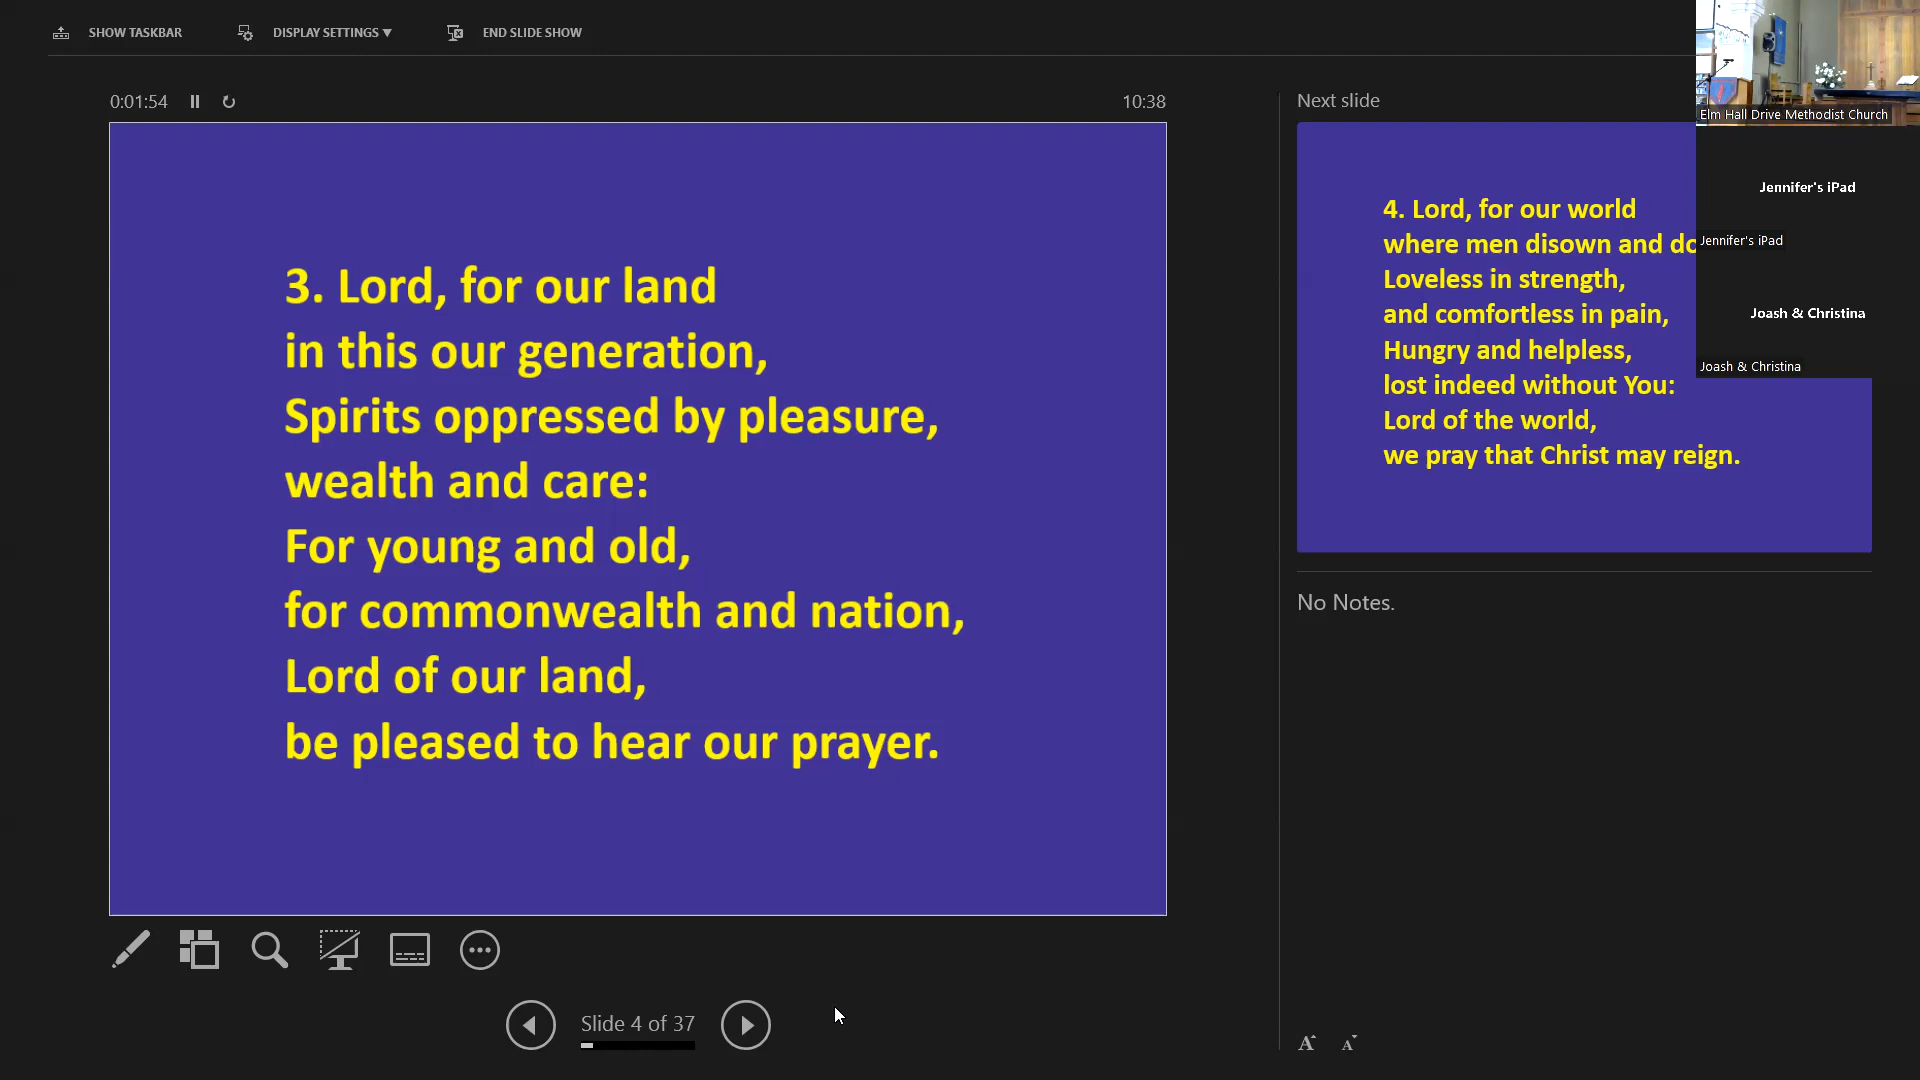 SHOW TASKBAR
DISPLAY SETTINGS ▼
END SLIDE SHOW
0:01:54
10:38
3. Lord, for our land
in this our generation,
Spirits oppressed by pleasure,
wealth and care:
For young and old,
for commonwealth and nation,
Lord of our land,
be pleased to hear our prayer.
Slide 4 of 37
Next slide
4. Lord, for our world
where men disown and
Loveless in strength,
and comfortless in pain,
Hungry and helpless,
lost indeed without You:
Lord of the world,
we pray that Christ may reign.
No Notes.
A
A
Elm Hall Drive Methodist Church
Jennifer's iPad
Jennifer's iPad
Joash & Christina
Joash & Christina